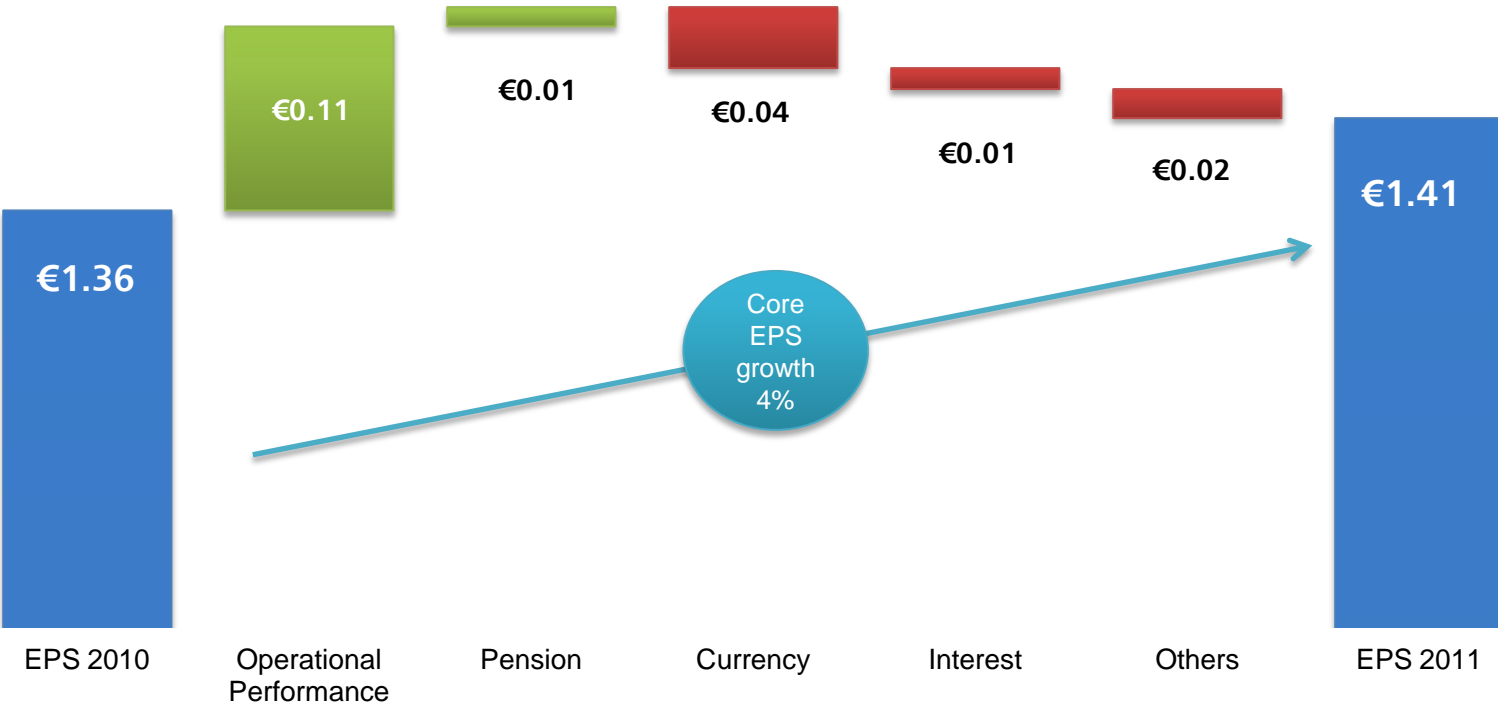 €0.11
€0.01
€0.04
€0.01
€0.02
€1.36
€1.41
Core
EPS
growth
4%
EPS 2010
Operational
Performance
Pension
Currency
Interest
Others
EPS 2011